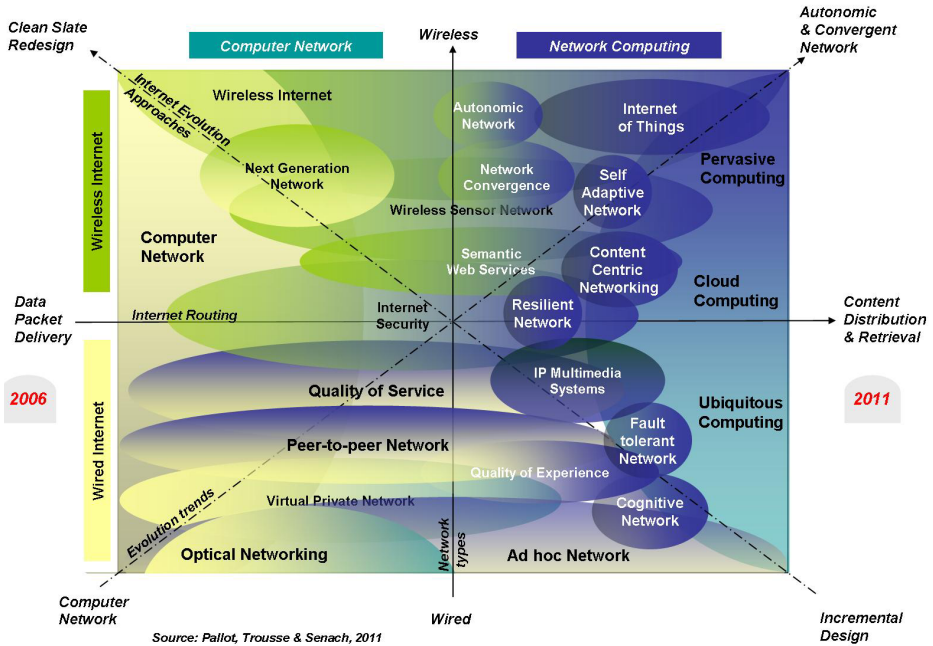 Clean Slate
Redesign
Computer Network
Wireless
Network Computing
Autonomic
& Convergent
Network
Internet Evolution
Approaches
Wireless Internet
Autonomic
Network
Internet
of Things
Wireless Internet
Next Generation
Network
Network
Convergence
Self
Adaptive
Network
Pervasive
Computing
Wireless Sensor Network
Computer
Network
Semantic
Web Services
Content
Centric
Networking
Cloud
Computing
Data
Packet
Delivery
Internet Routing
Internet
Security
Resilient
Network
Content
Distribution
& Retrieval
2006
Quality of Service
IP Multimedia
Systems
2011
Ubiquitous
Computing
Wired Internet
Peer-to-peer Network
Fault
tolerant
Network
Quality of Experience
Virtual Private Network
Cognitive
Network
Evolution trends
Optical Networking
Network
types
Ad hoc Network
Computer
Network
Wired
Incremental
Design
Source: Pallot, Trousse & Senach, 2011